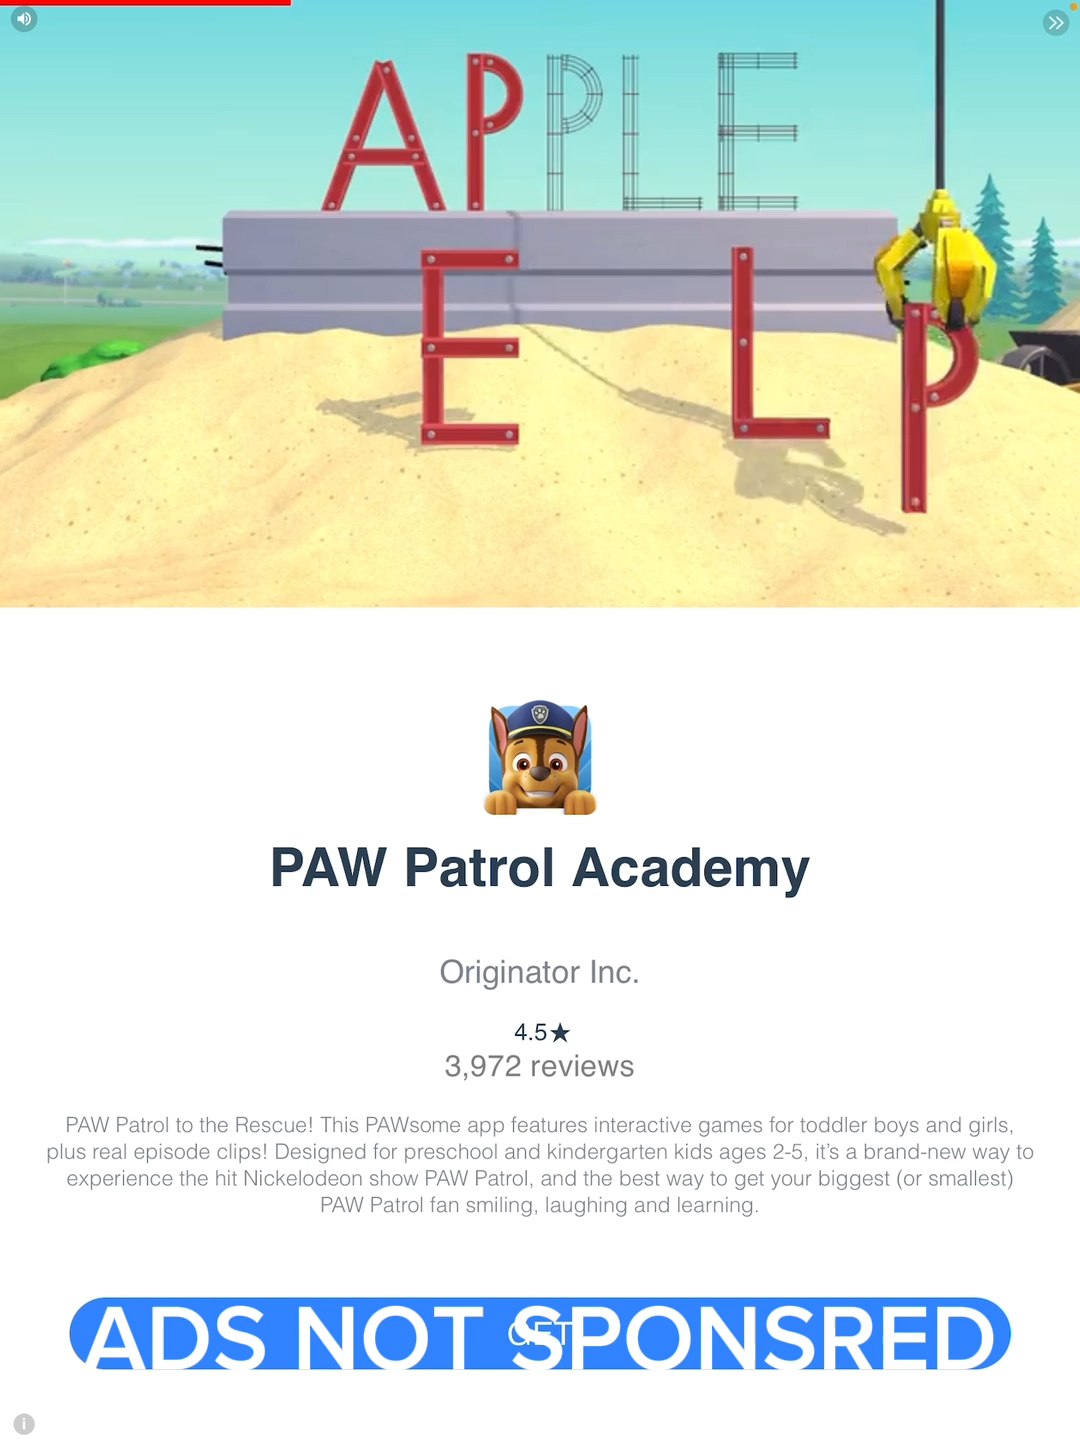 APPLE
E L P
PAW Patrol Academy
Originator Inc.
4.5★
3,972 reviews
PAW Patrol to the Rescue! This PAWsome app features interactive games for toddler boys and girls,
plus real episode clips! Designed for preschool and kindergarten kids ages 2-5, it's a brand-new way to
experience the hit Nickelodeon show PAW Patrol, and the best way to get your biggest (or smallest)
PAW Patrol fan smiling, laughing and learning.
GET
ADS NOT SPONSRED